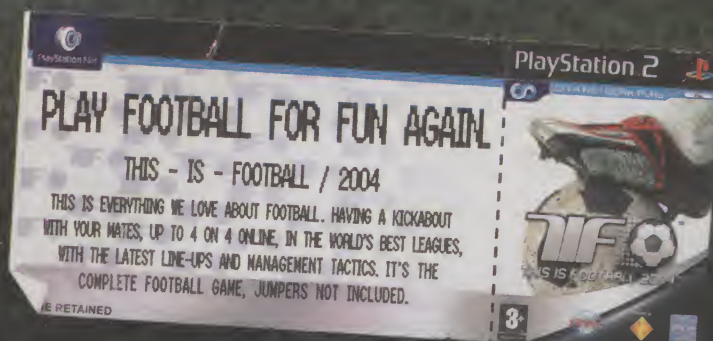 PlayStation 2
PLAY FOOTBALL FOR FUN AGAIN.
THIS - IS - FOOTBALL / 2004
THIS IS EVERYTHING WE LOVE ABOUT FOOTBALL. HAVING A KICKABOUT
WITH YOUR MATES, UP TO 4 ON 4 ONLINE, IN THE WORLD'S BEST LEAGUES,
WITH THE LATEST LINE-UPS AND MANAGEMENT TACTICS. IT'S THE
COMPLETE FOOTBALL GAME, JUMPERS NOT INCLUDED.
E RETAINED
TIF
THIS IS FOOTBALL 2004
3+